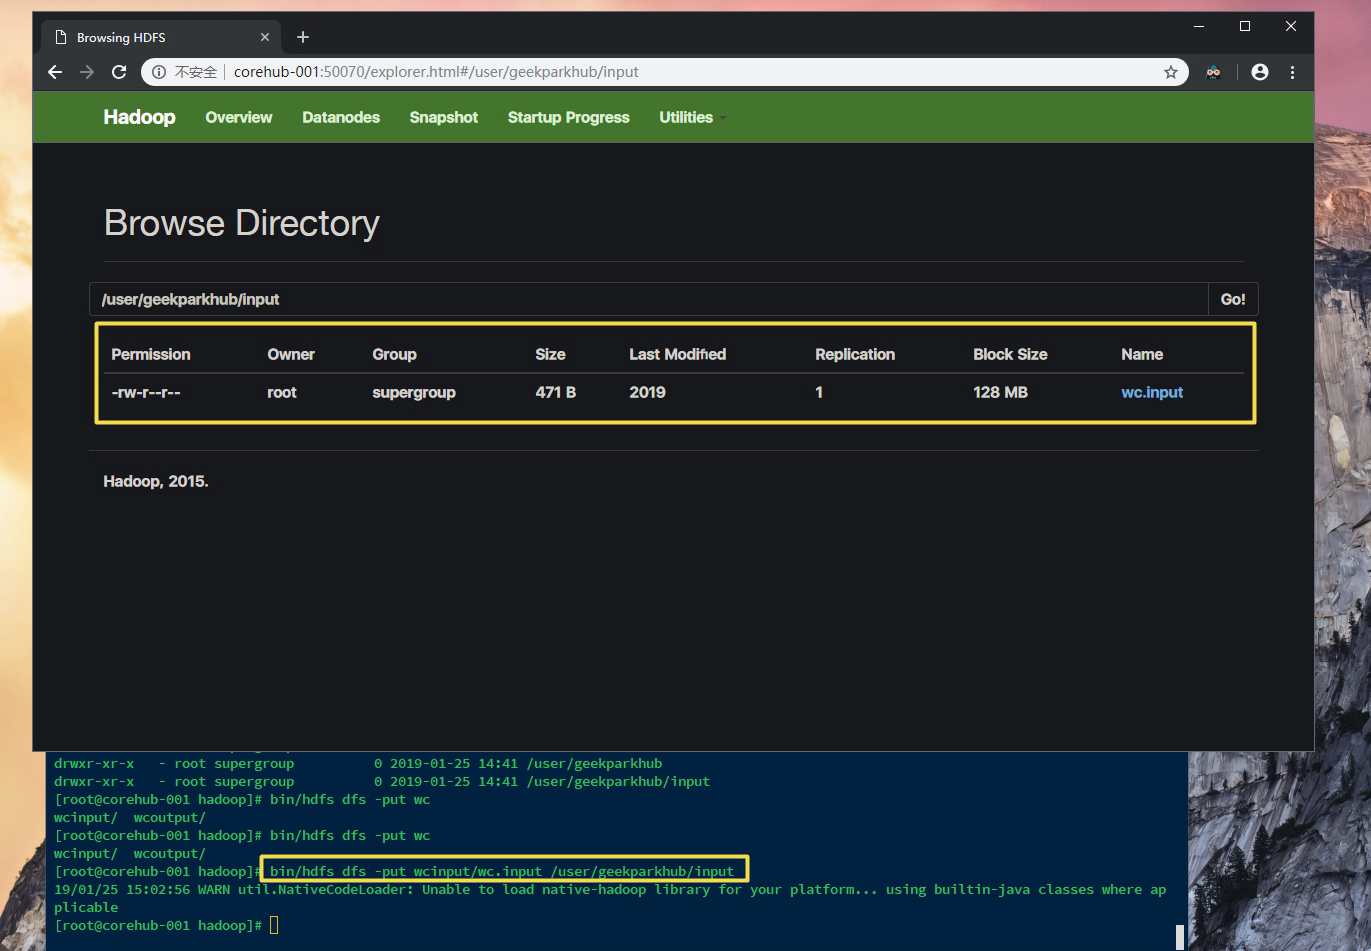 Browsing HDFS
不安全 corehub-001:50070/explorer.html#/user/geekparkhub/input
Hadoop Overview Datanodes Snapshot Startup Progress Utilities
Browse Directory
/user/geekparkhub/input Go!
Permission Owner Group Size Last Modified Replication Block Size Name
-rw-r--r-- root supergroup 471 B 2019 1 128 MB wc.input
Hadoop, 2015.
drwxr-xr-x - root supergroup 0 2019-01-25 14:41 /user/geekparkhub
drwxr-xr-x - root supergroup 0 2019-01-25 14:41 /user/geekparkhub/input
[root@corehub-001 hadoop]# bin/hdfs dfs -put wc
wcinput/ wcoutput/
[root@corehub-001 hadoop]# bin/hdfs dfs -put wc
wcinput/ wcoutput/
[root@corehub-001 hadoop]# bin/hdfs dfs -put wcinput/wc.input /user/geekparkhub/input
19/01/25 15:02:56 WARN util.NativeCodeLoader: Unable to load native-hadoop library for your platform... using builtin-java classes where ap
plicable
[root@corehub-001 hadoop]#